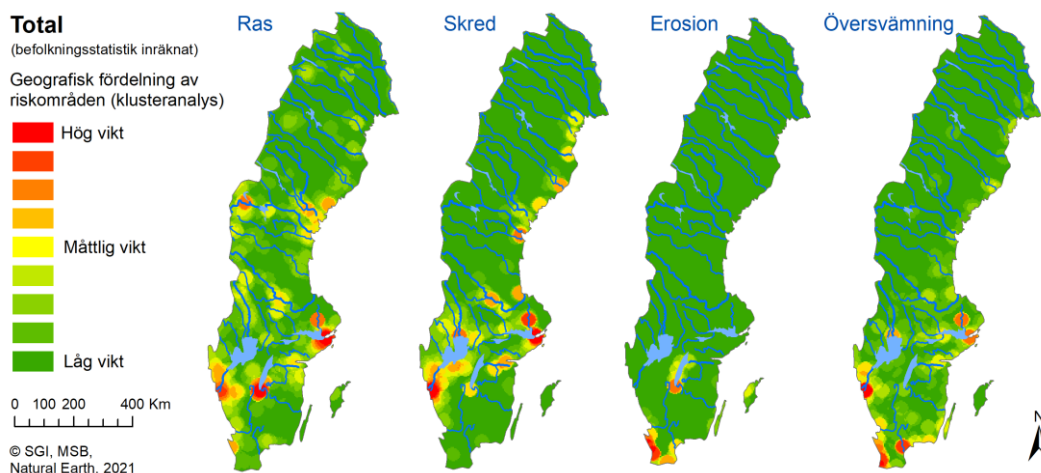 Total
(befolkningsstatistik inräknat)
Geografisk fördelning av
riskområden (klusteranalys)
Hög vikt
Måttlig vikt
Låg vikt
0 100 200 400 Km
© SGI, MSB,
Natural Earth, 2021
Ras
Skred
Erosion
Översvämning
N